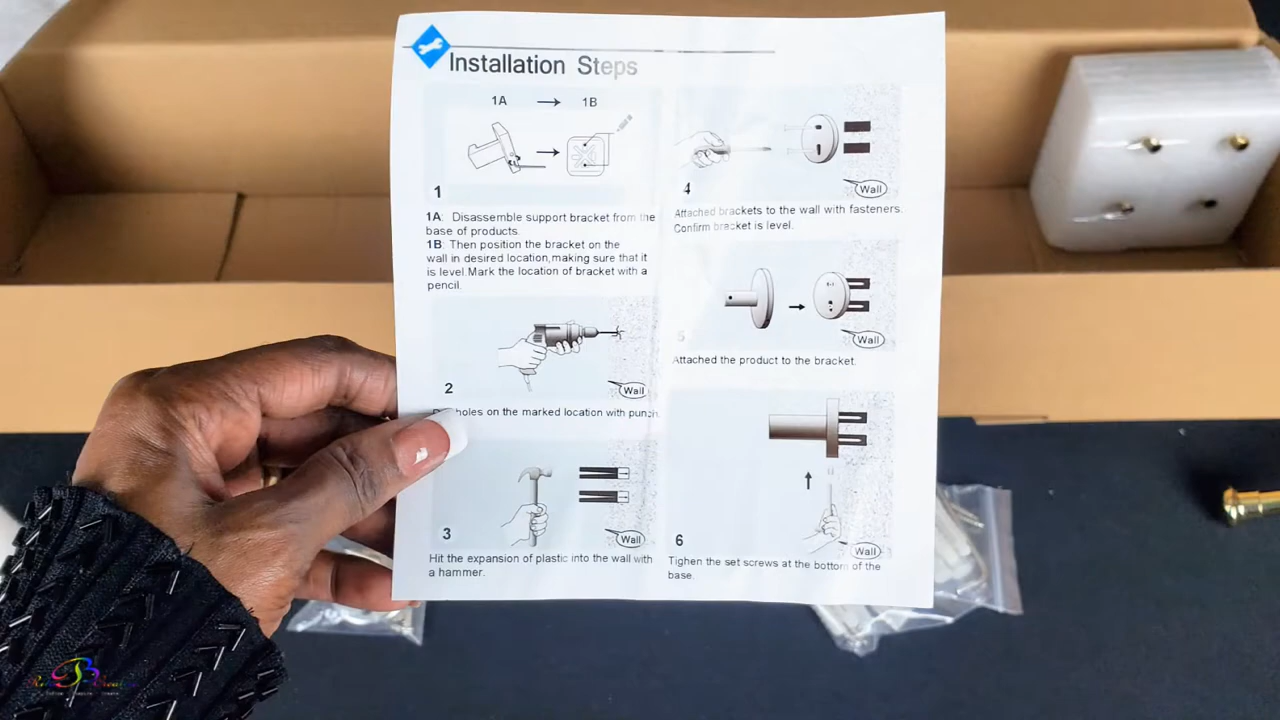 Installation Steps
1A → 1B
1
1A: Disassemble support bracket from the
base of products.
1B: Then position the bracket on the
wall in desired location,making sure that it
is level.Mark the location of bracket with a
pencil.
Wall
2
holes on the marked location with punch.
Wall
3
Hit the expansion of plastic into the wall with
a hammer.
Wall
4
Attached brackets to the wall with fasteners.
Confirm bracket is level.
Wall
5
Attached the product to the bracket.
Wall
6
Tighen the set screws at the bottom of the
base.